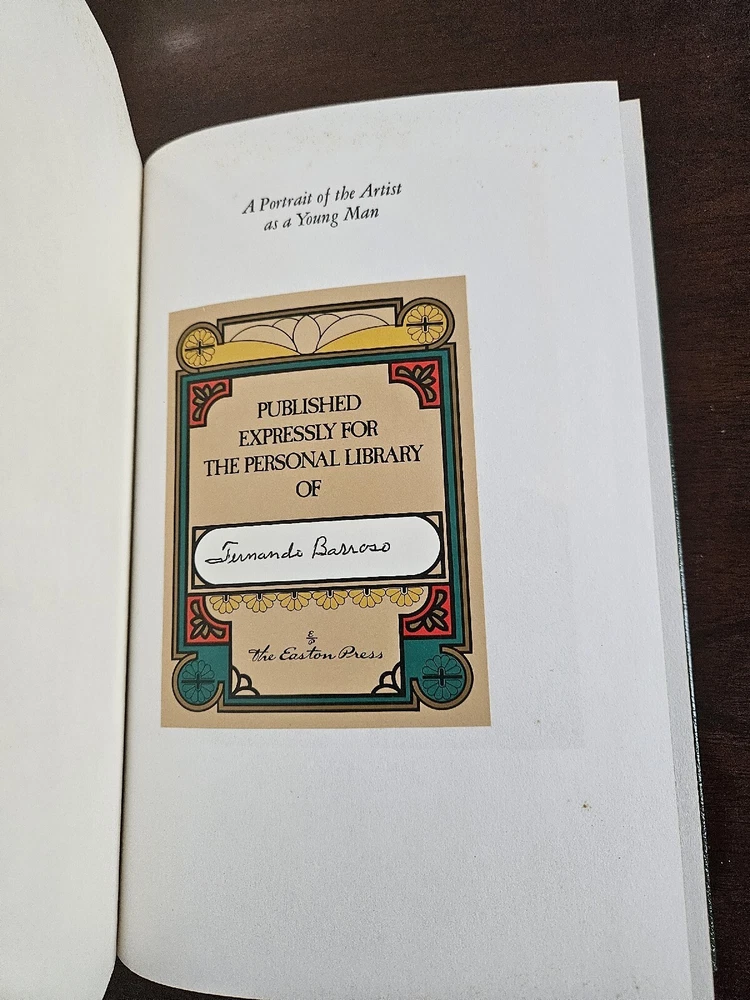 A Portrait of the Artist
as a Young Man
PUBLISHED
EXPRESSLY FOR
THE PERSONAL LIBRARY
OF
Fernando Barroso
The Easton Press